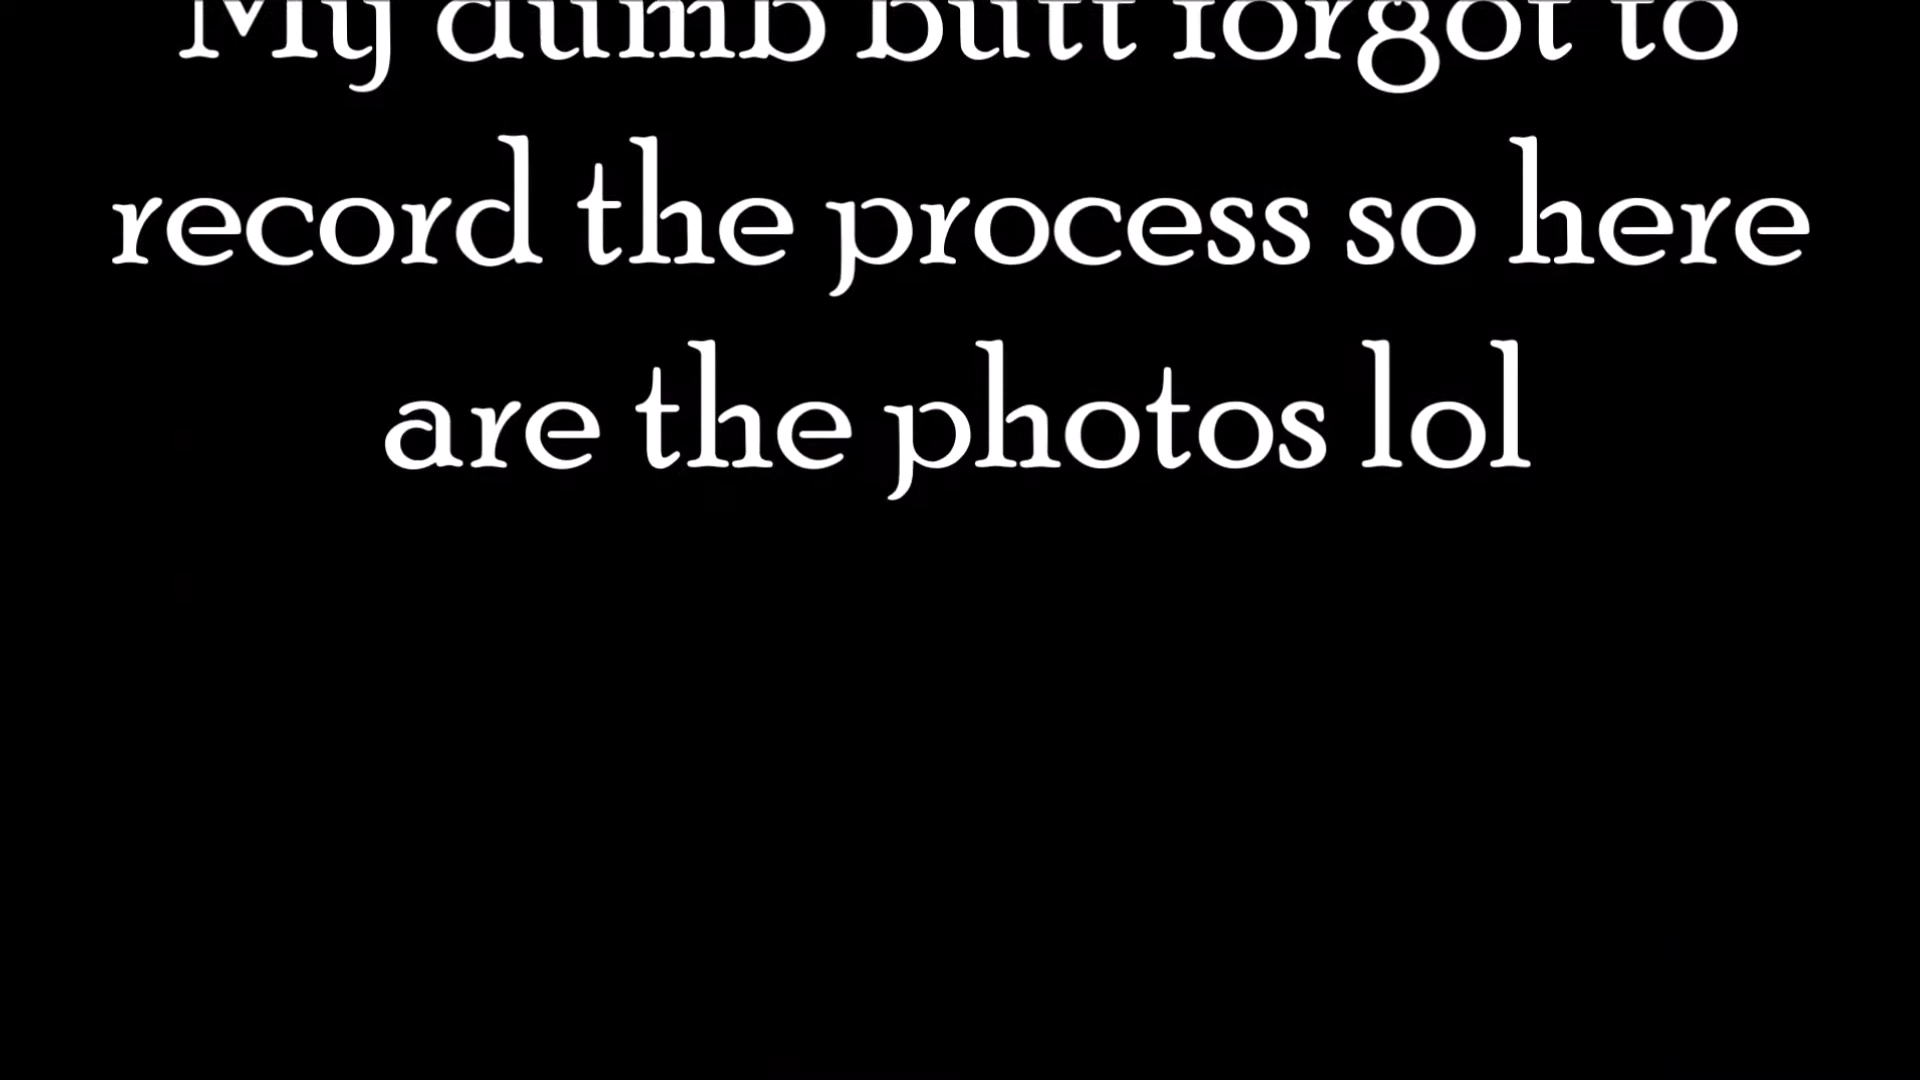 My dumb butt forgot to
record the process so here
are the photos lol